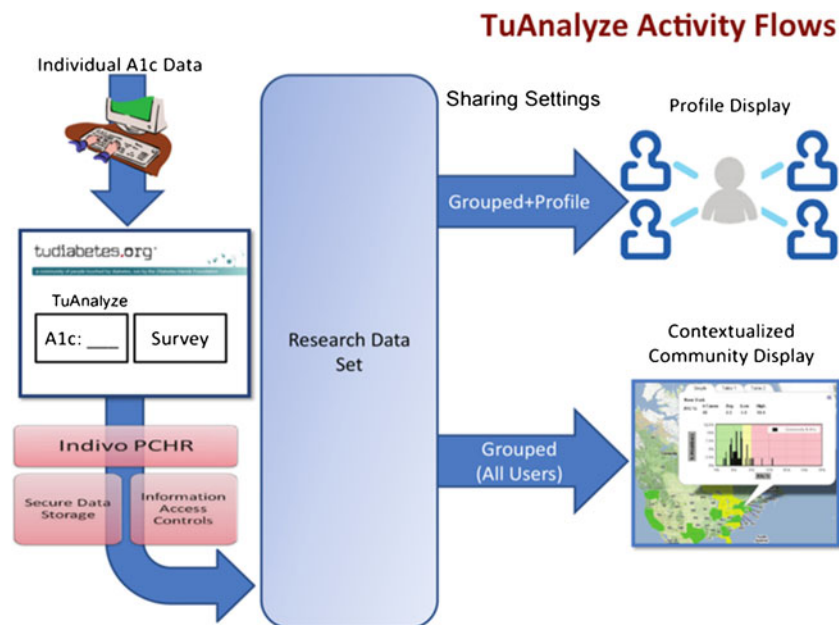 TuAnalyze Activity Flows
Individual A1c Data
tudiabetes.org
TuAnalyze
A1c: ___
Survey
Indivo PCHR
Secure Data
Storage
Information
Access
Controls
Research Data
Set
Sharing Settings
Grouped+Profile
Profile Display
Grouped
(All Users)
Contextualized
Community Display